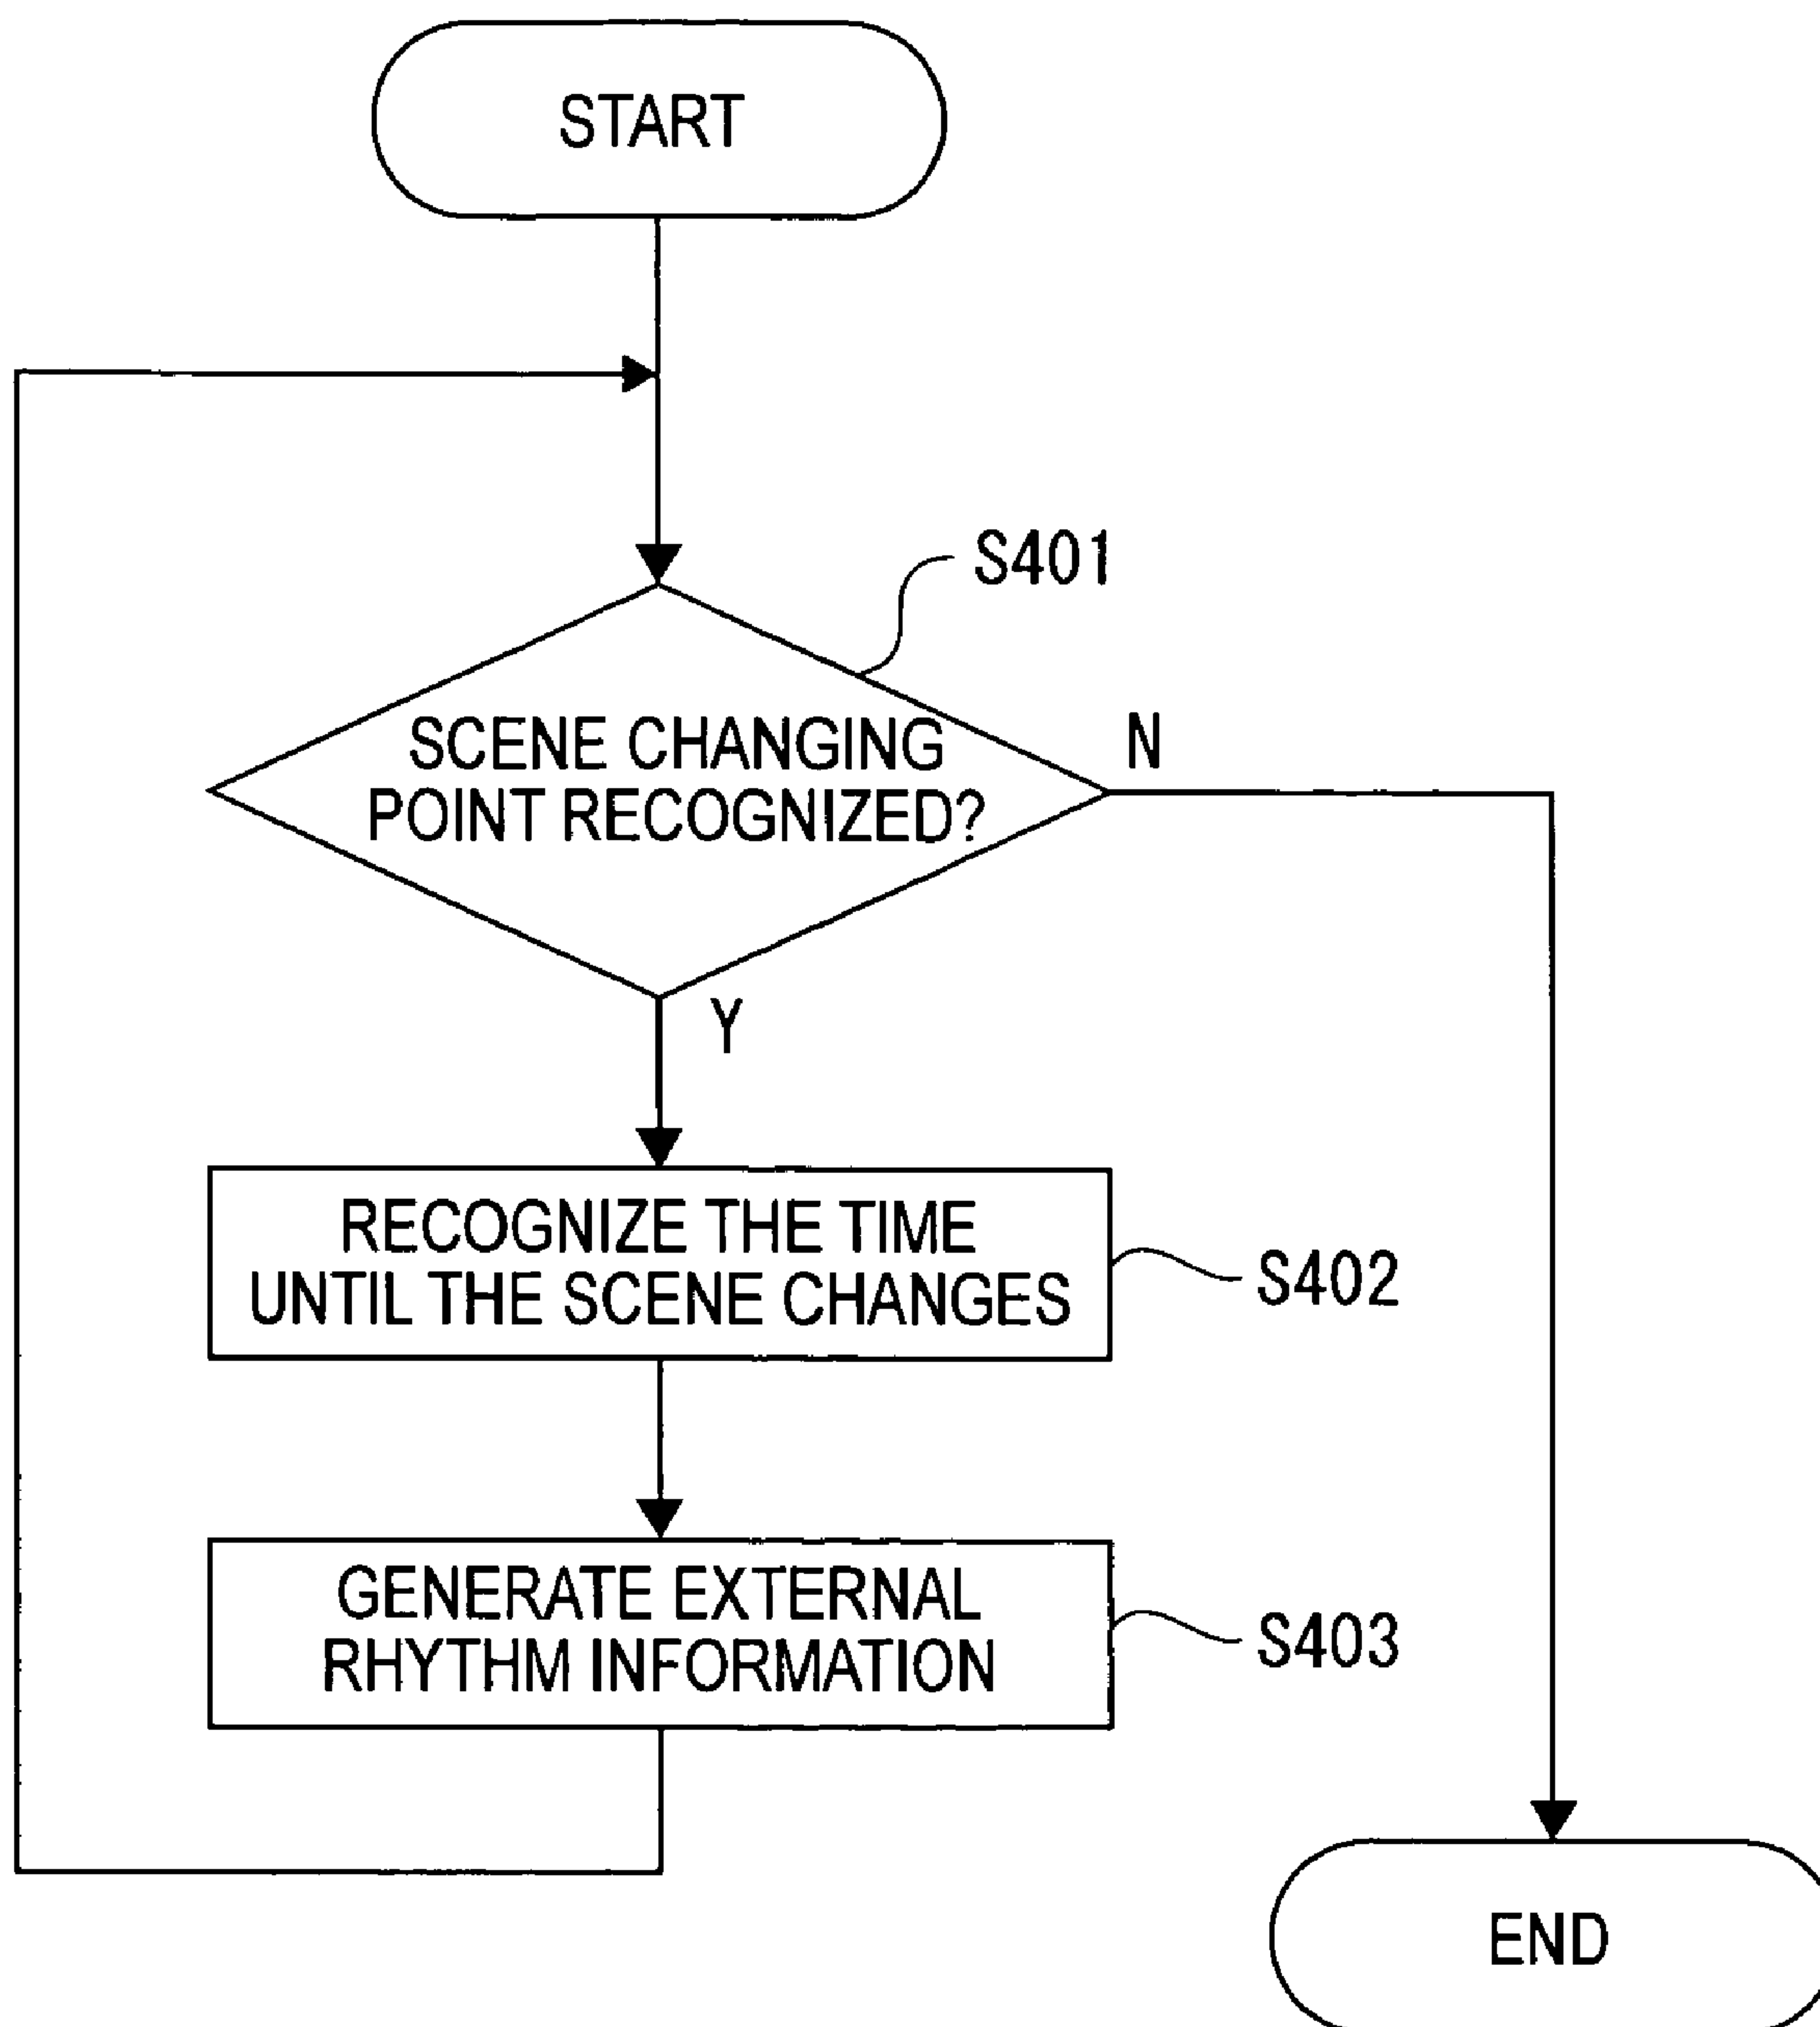 START
S401
SCENE CHANGING
POINT RECOGNIZED?
N
Y
RECOGNIZE THE TIME
UNTIL THE SCENE CHANGES
S402
GENERATE EXTERNAL
RHYTHM INFORMATION
S403
END